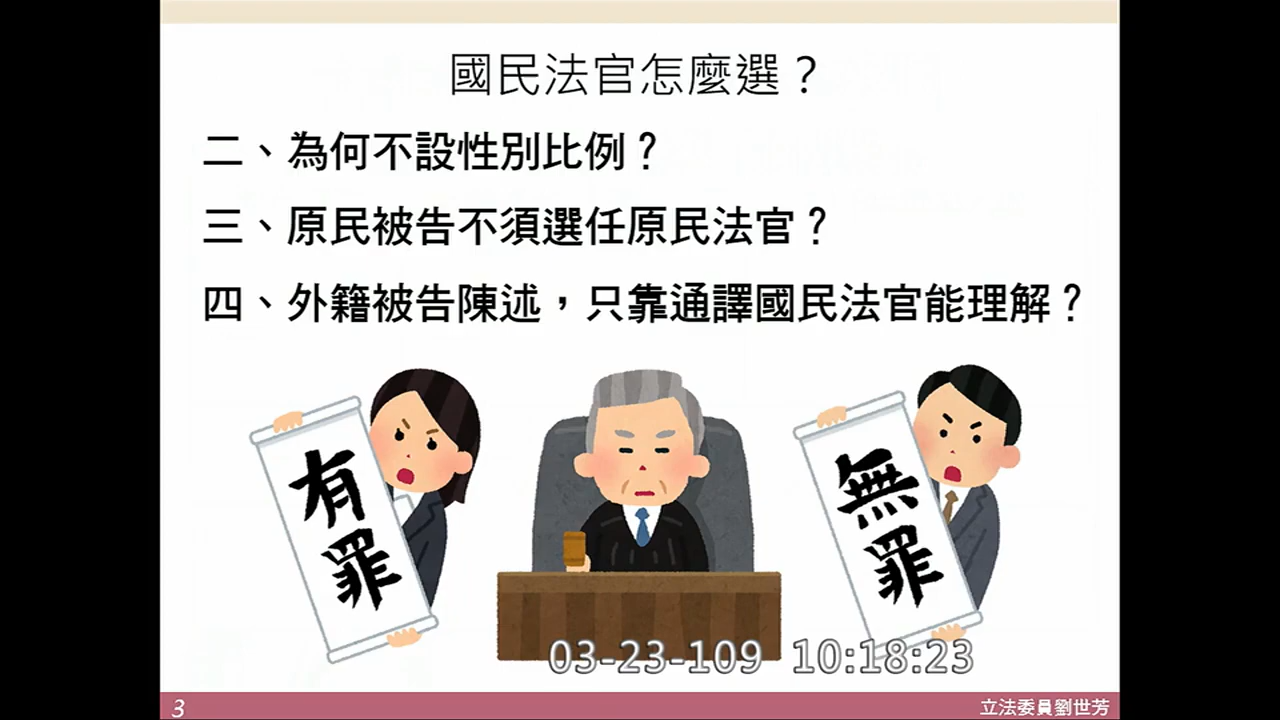 國民法官怎麼選？
二、為何不設性別比例？
三、原民被告不須選任原民法官？
四、外籍被告陳述，只靠通譯國民法官能理解？
有罪
無罪
03-23-109 10:18:23
3
立法委員劉世芳